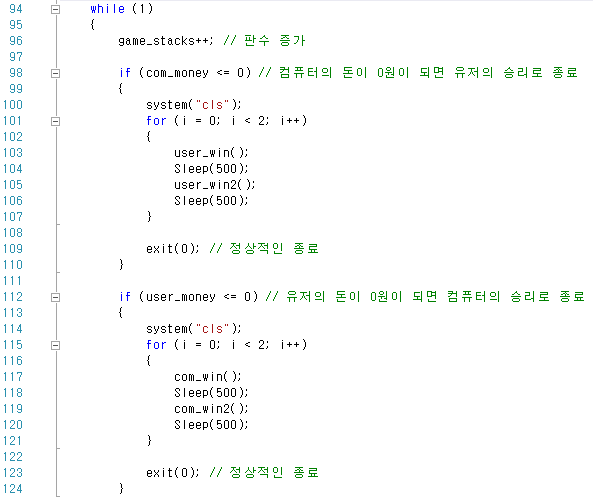 94 while (1)
95 {
96 game_stacks++; // 판수 증가
97
98 if (com_money <= 0) // 컴퓨터의 돈이 0원이 되면 유저의 승리로 종료
99 {
100 system("cls");
101 for (i = 0; i < 2; i++)
102 {
103 user_win();
104 Sleep(500);
105 user_win2();
106 Sleep(500);
107 }
108
109 exit(0); // 정상적인 종료
110 }
111
112 if (user_money <= 0) // 유저의 돈이 0원이 되면 컴퓨터의 승리로 종료
113 {
114 system("cls");
115 for (i = 0; i < 2; i++)
116 {
117 com_win();
118 Sleep(500);
119 com_win2();
120 Sleep(500);
121 }
122
123 exit(0); // 정상적인 종료
124 }